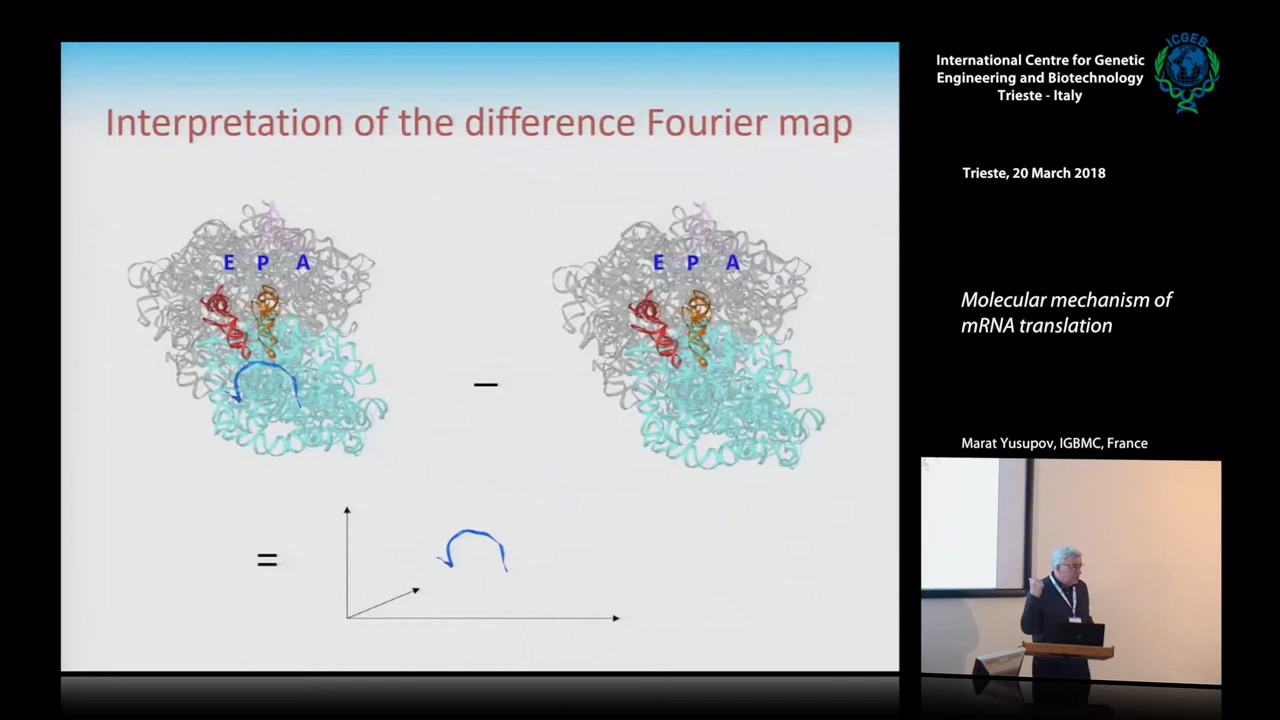 Interpretation of the difference Fourier map
E P A
E P A
–
=
ICGEB
International Centre for Genetic
Engineering and Biotechnology
Trieste - Italy
Trieste, 20 March 2018
Molecular mechanism of
mRNA translation
Marat Yusupov, IGBMC, France